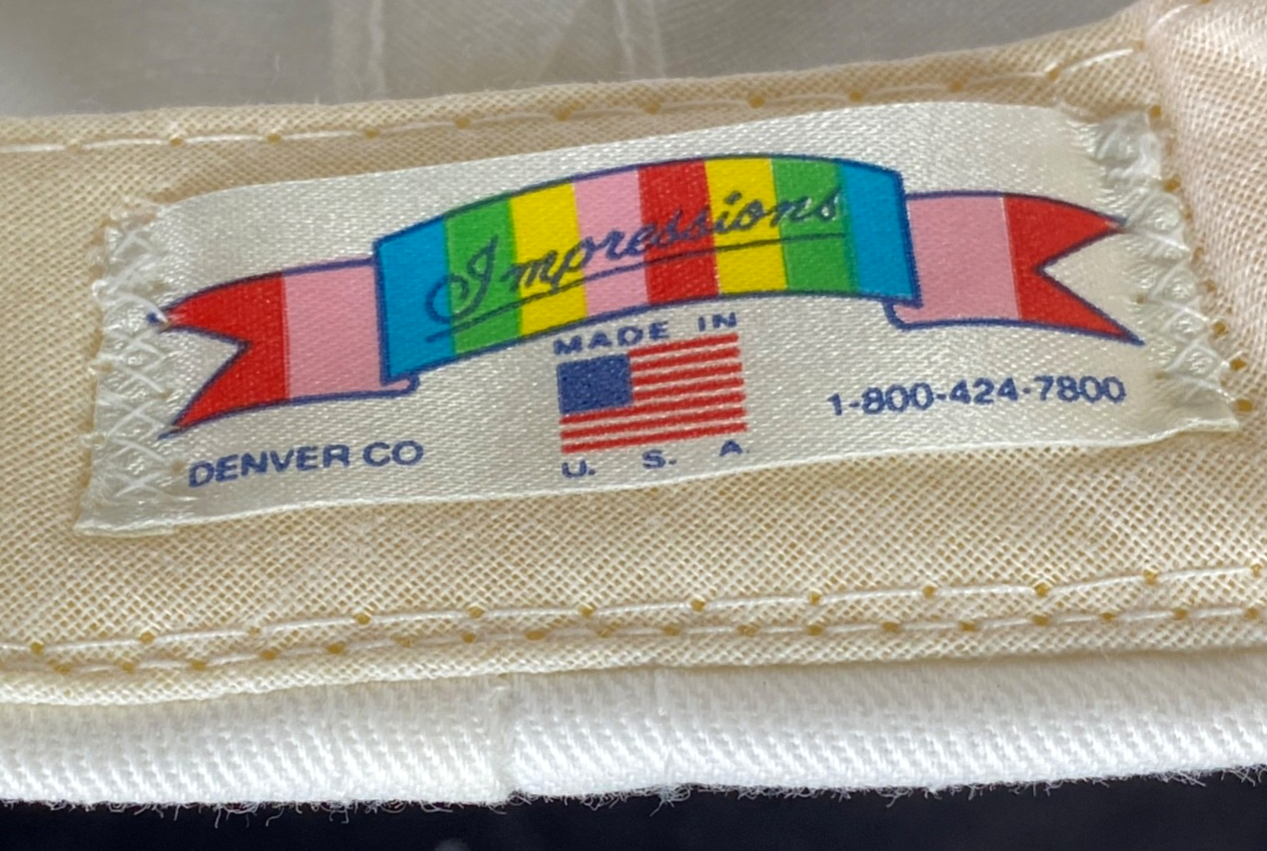 Impressions
MADE IN
U. S. A.
DENVER CO
1-800-424-7800